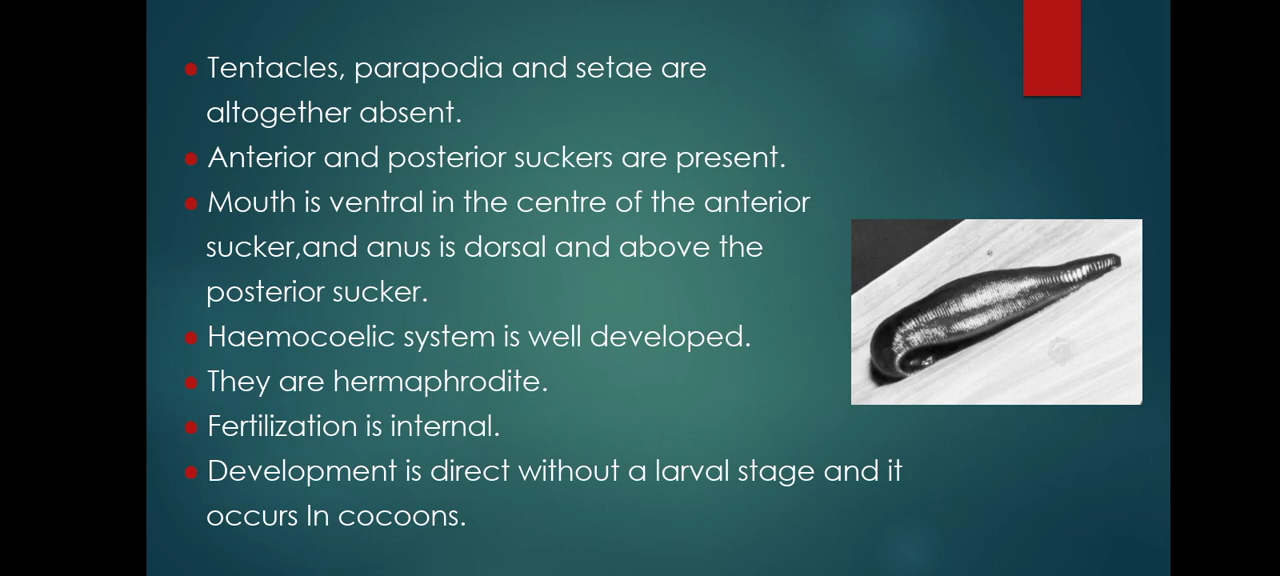 Tentacles, parapodia and setae are
altogether absent.
Anterior and posterior suckers are present.
Mouth is ventral in the centre of the anterior
sucker,and anus is dorsal and above the
posterior sucker.
Haemocoelic system is well developed.
They are hermaphrodite.
Fertilization is internal.
Development is direct without a larval stage and it
occurs In cocoons.